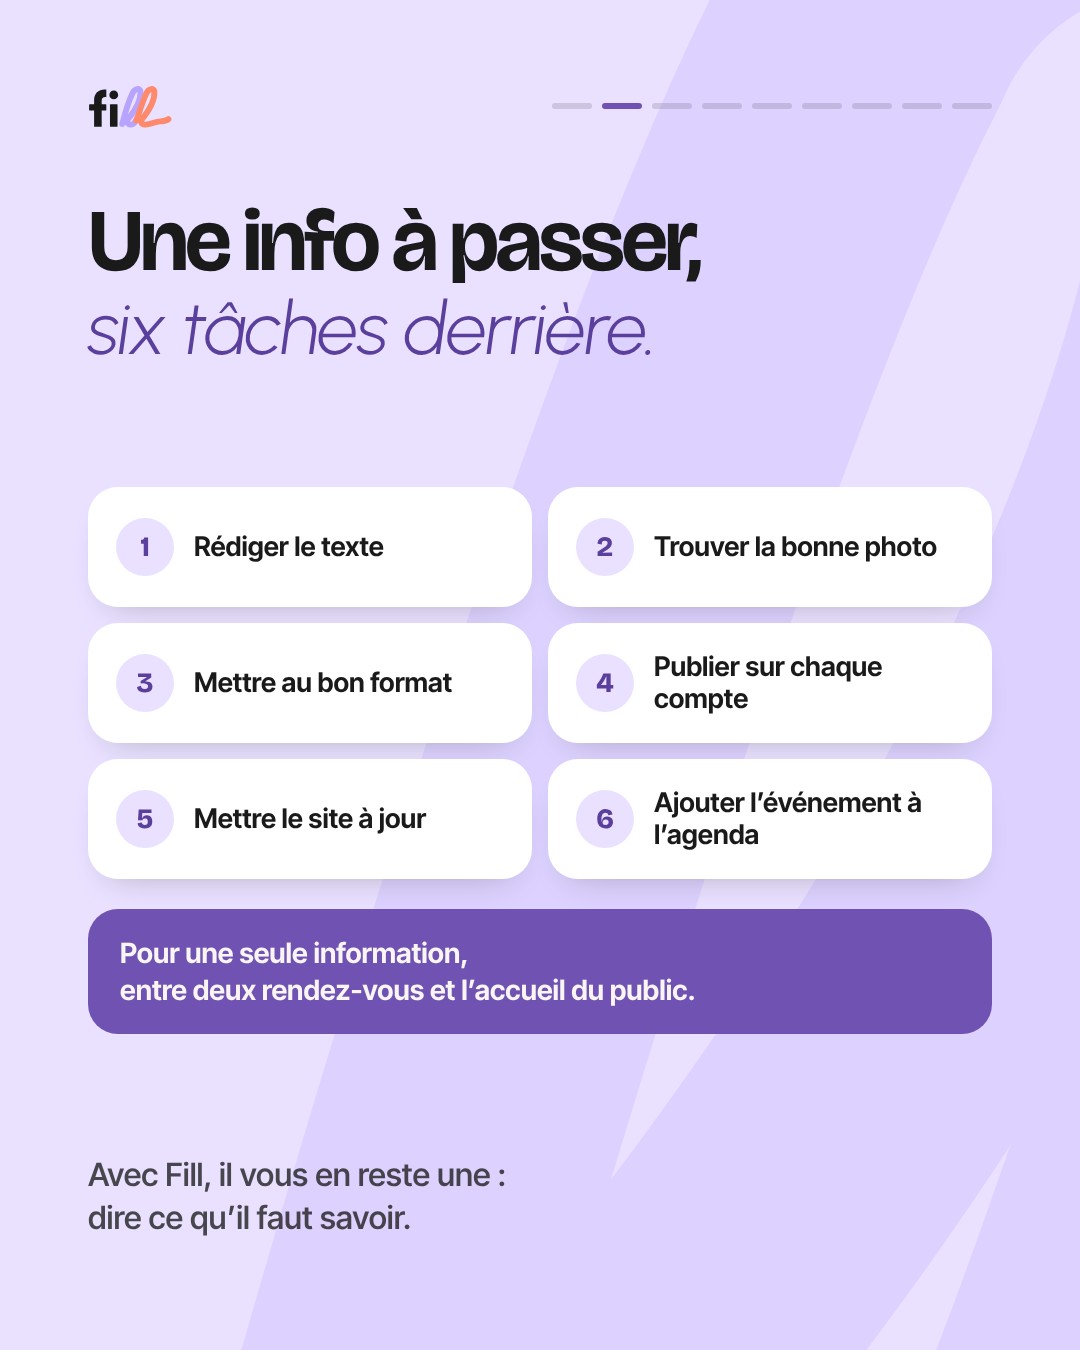 fill
Une info à passer,
six tâches derrière.
1 Rédiger le texte
2 Trouver la bonne photo
3 Mettre au bon format
4 Publier sur chaque
compte
5 Mettre le site à jour
6 Ajouter l’événement à
l’agenda
Pour une seule information,
entre deux rendez-vous et l’accueil du public.
Avec Fill, il vous en reste une :
dire ce qu’il faut savoir.